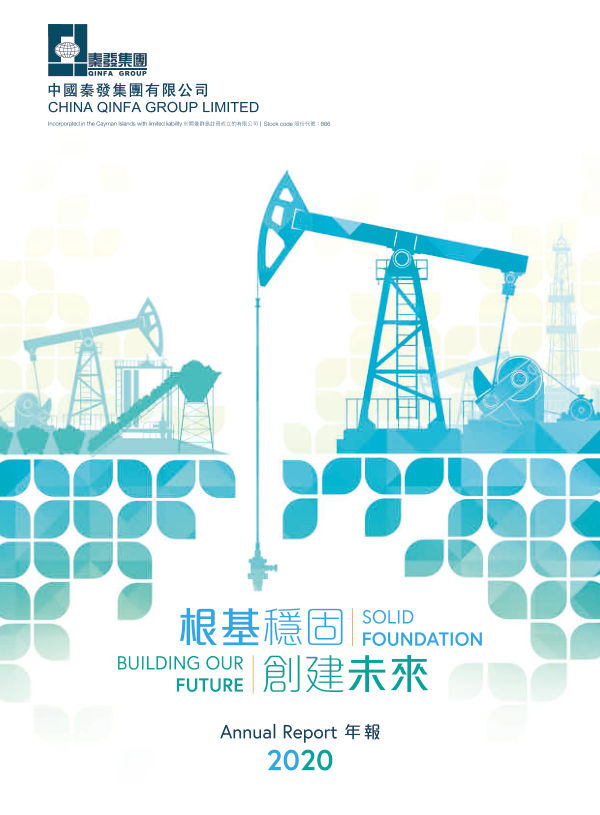 秦發集團
QINFA GROUP
中國秦發集團有限公司
CHINA QINFA GROUP LIMITED
Incorporated in the Cayman Islands with limited liability 於開曼群島註冊成立的有限公司 | Stock code 股份代號：866
根基穩固 | SOLID
FOUNDATION
BUILDING OUR
FUTURE | 創建未來
Annual Report 年報
2020